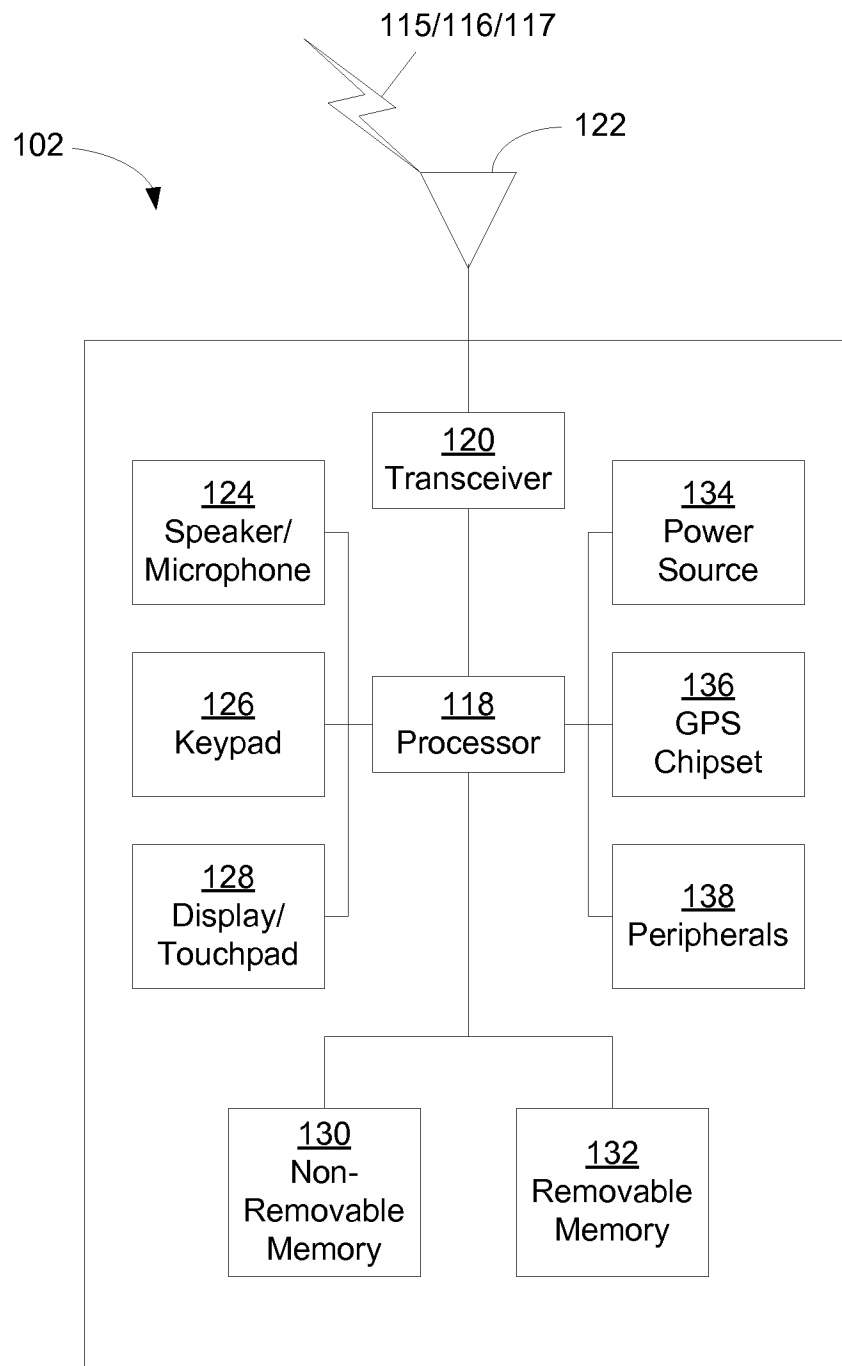 115/116/117
122
102
120
Transceiver
124
Speaker/
Microphone
134
Power
Source
126
Keypad
118
Processor
136
GPS
Chipset
128
Display/
Touchpad
138
Peripherals
130
Non-
Removable
Memory
132
Removable
Memory